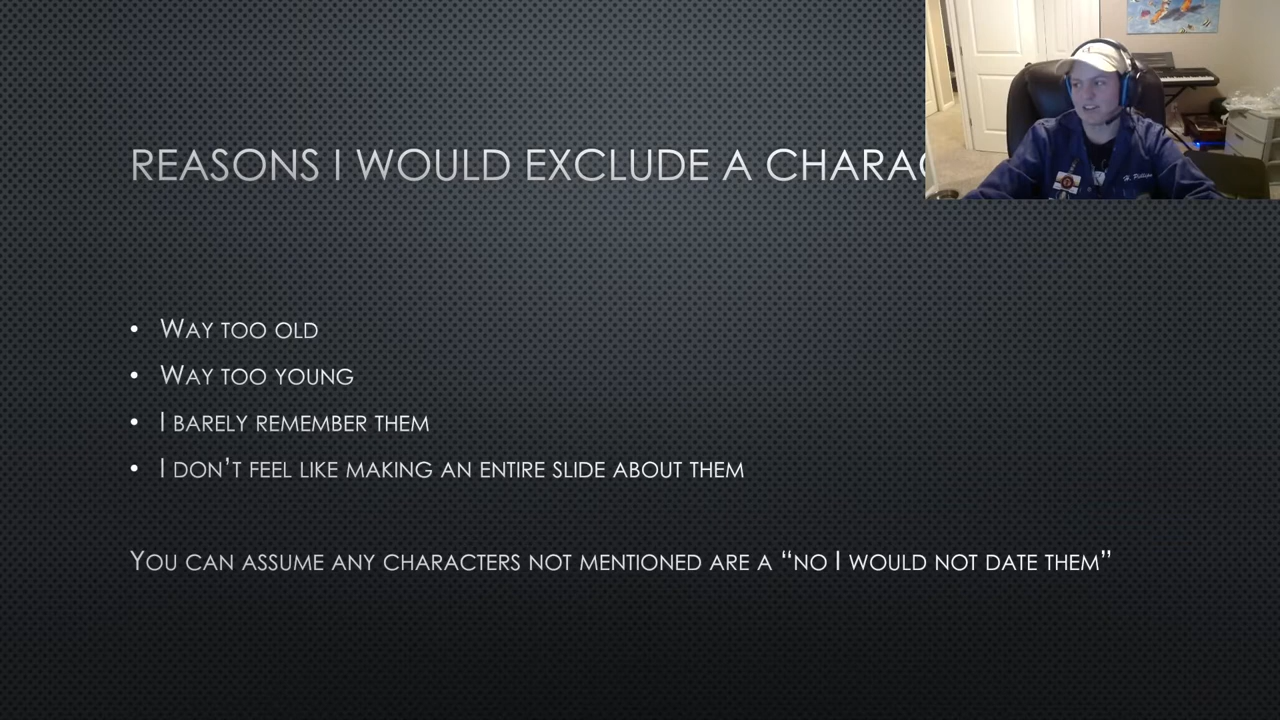 REASONS I WOULD EXCLUDE A CHARAC
• WAY TOO OLD
• WAY TOO YOUNG
• I BARELY REMEMBER THEM
• I DON’T FEEL LIKE MAKING AN ENTIRE SLIDE ABOUT THEM
YOU CAN ASSUME ANY CHARACTERS NOT MENTIONED ARE A “NO I WOULD NOT DATE THEM”